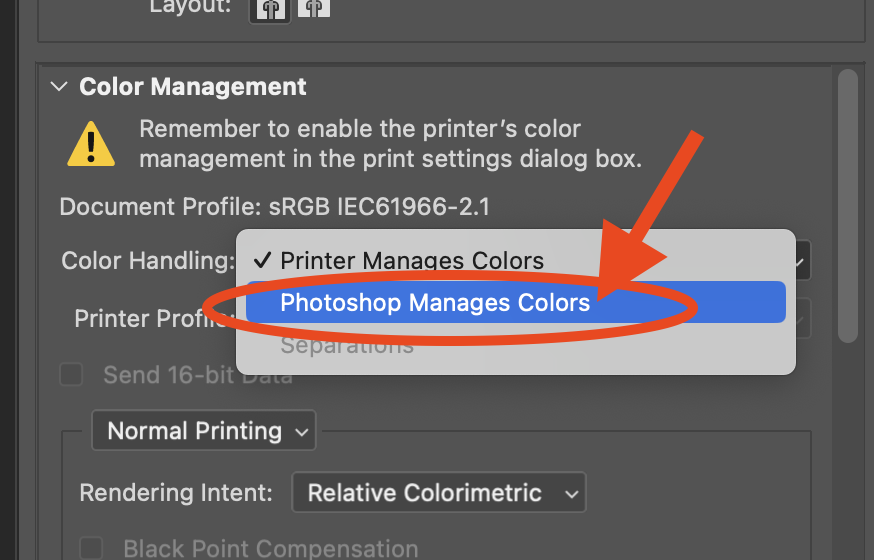 Layout:
Color Management
Remember to enable the printer's color
management in the print settings dialog box.
Document Profile: sRGB IEC61966-2.1
Color Handling: ✓ Printer Manages Colors
Photoshop Manages Colors
Printer Profile:
Separations
Send 16-bit Data
Normal Printing
Rendering Intent: Relative Colorimetric
Black Point Compensation